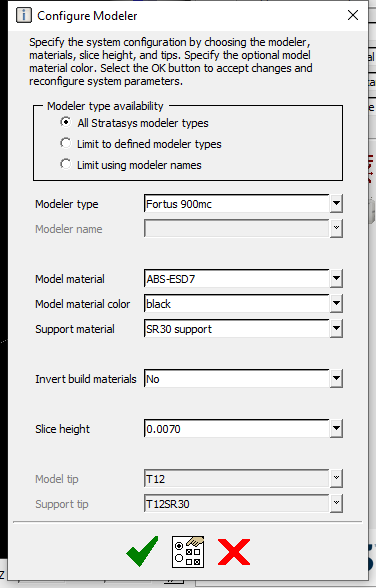 Configure Modeler
Specify the system configuration by choosing the modeler,
materials, slice height, and tips. Specify the optional model
material color. Select the OK button to accept changes and
reconfigure system parameters.
Modeler type availability
All Stratasys modeler types
Limit to defined modeler types
Limit using modeler names
Modeler type Fortus 900mc
Modeler name
Model material ABS-ESD7
Model material color black
Support material SR30 support
Invert build materials No
Slice height 0.0070
Model tip T12
Support tip T12SR30